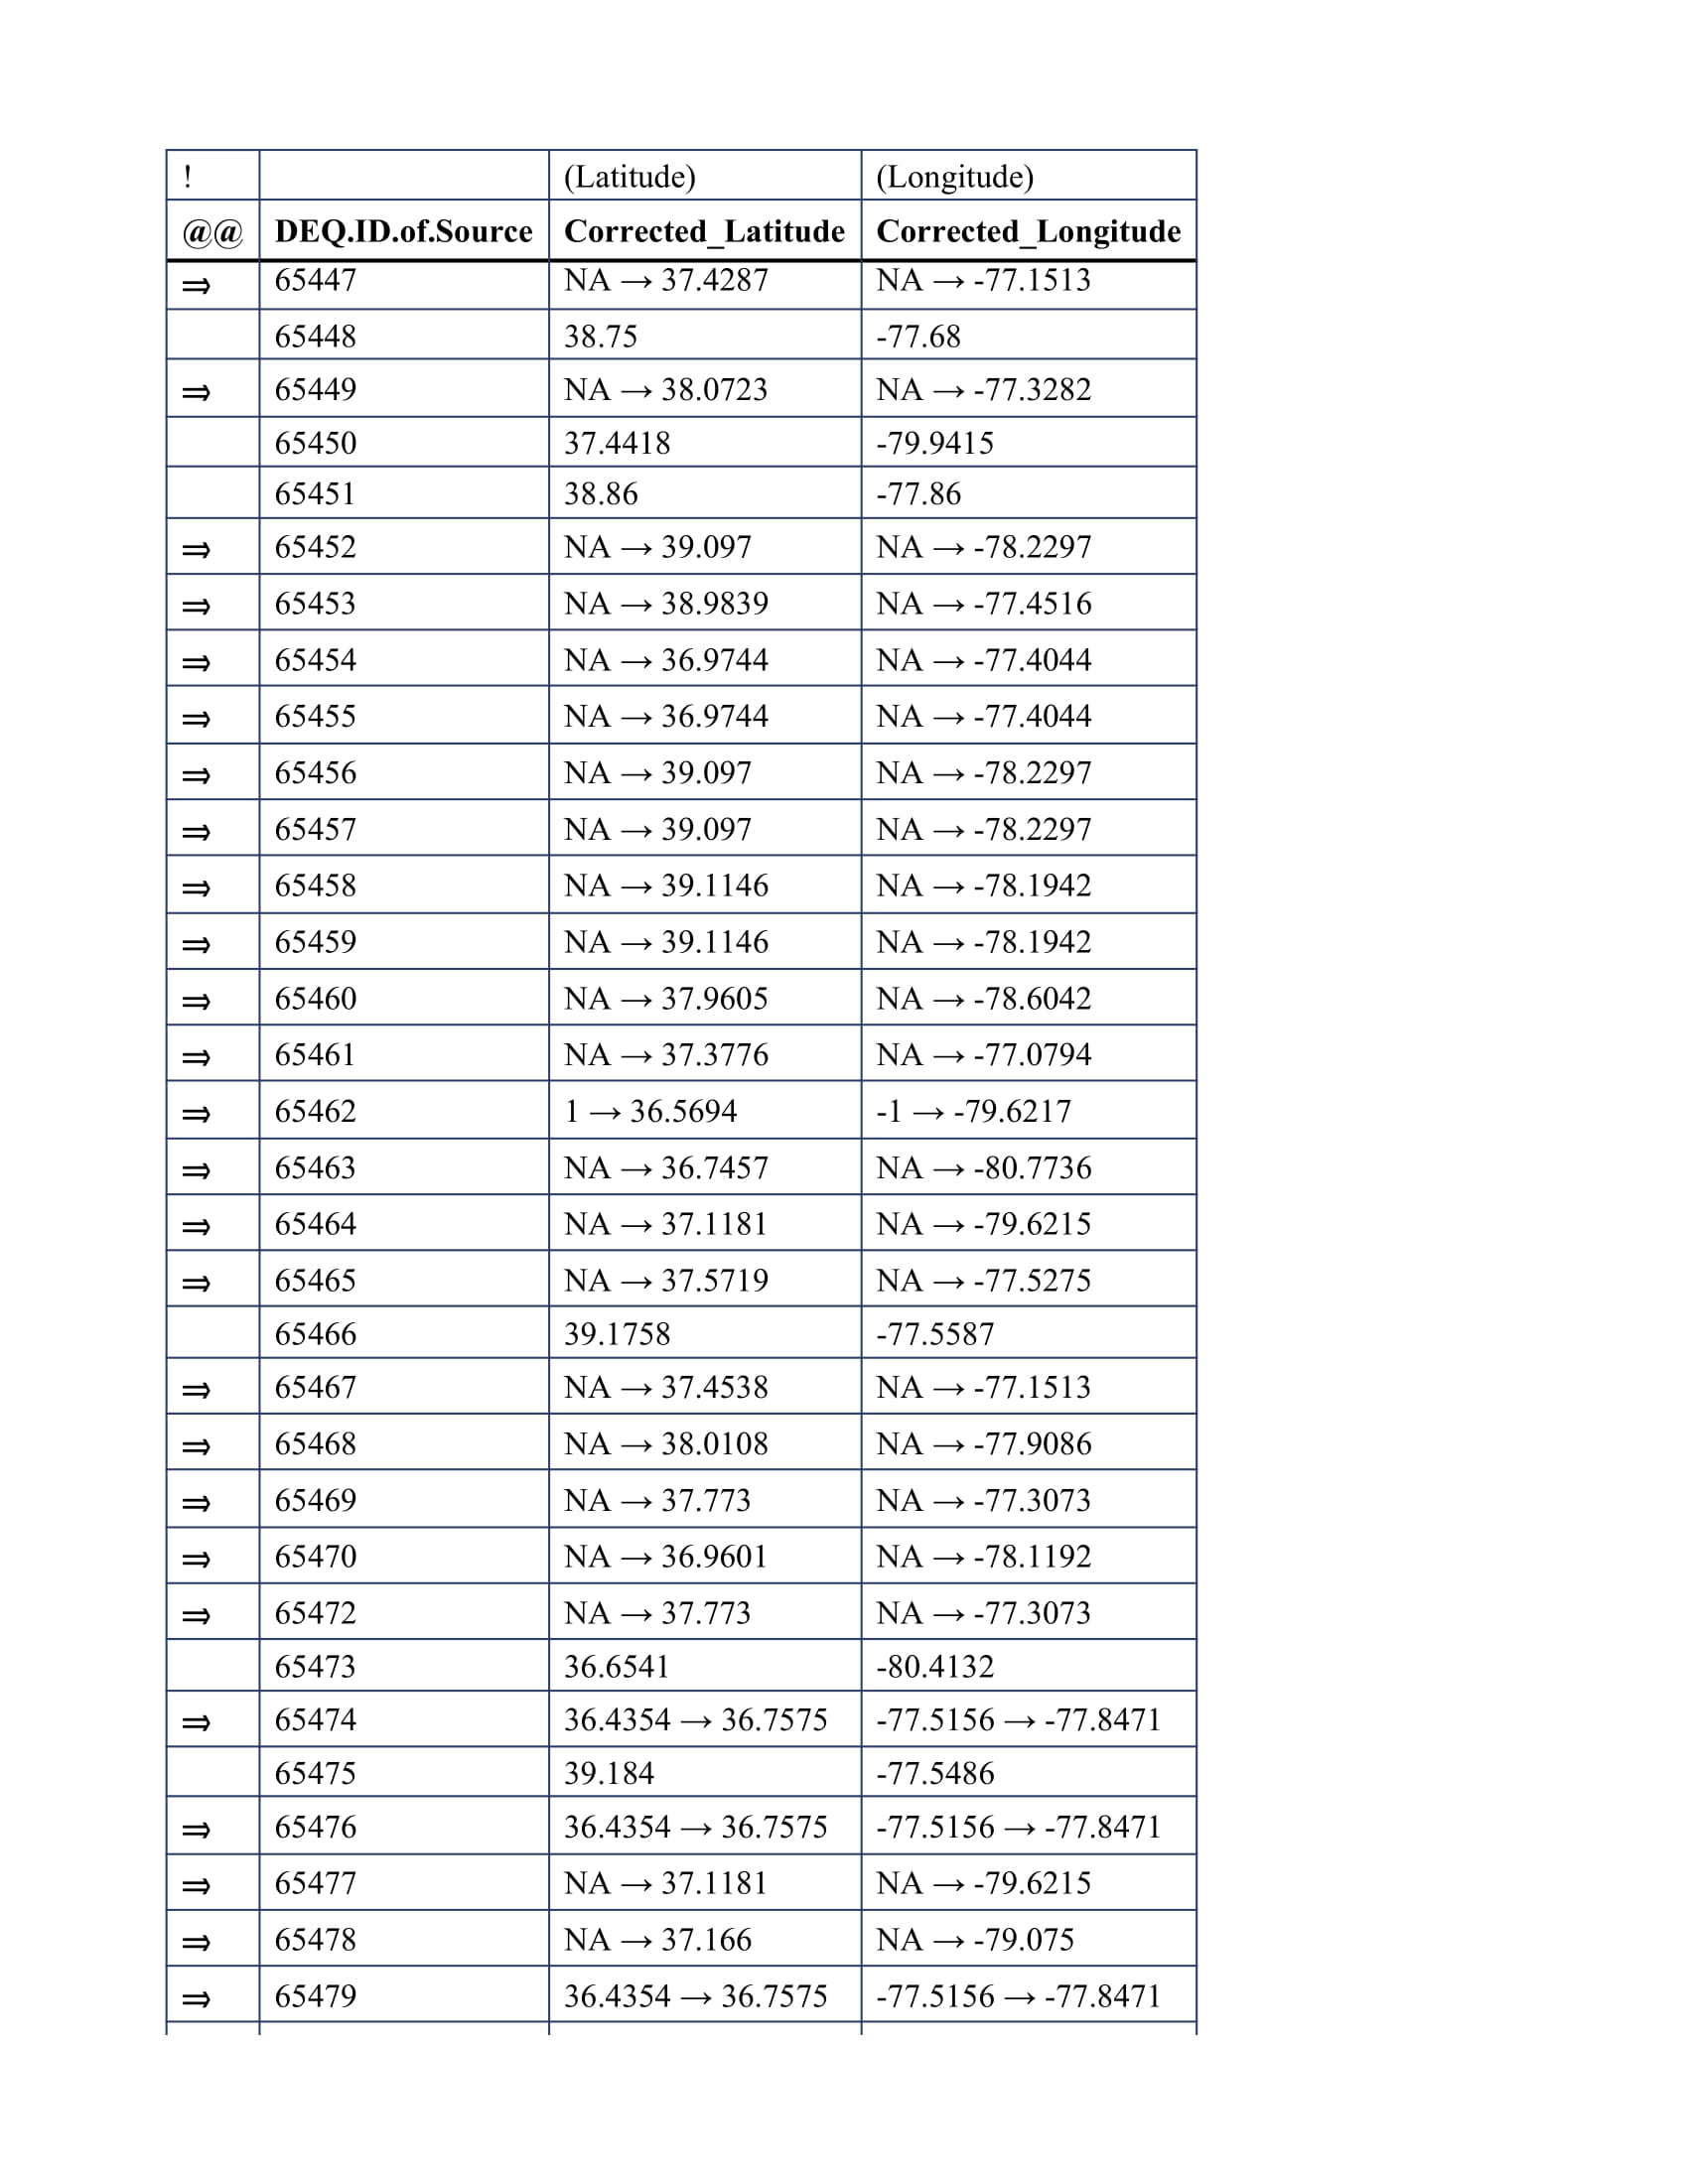 ! (Latitude) (Longitude)
@@ DEQ.ID.of.Source Corrected_Latitude Corrected_Longitude
⇒ 65447 NA → 37.4287 NA → -77.1513
65448 38.75 -77.68
⇒ 65449 NA → 38.0723 NA → -77.3282
65450 37.4418 -79.9415
65451 38.86 -77.86
⇒ 65452 NA → 39.097 NA → -78.2297
⇒ 65453 NA → 38.9839 NA → -77.4516
⇒ 65454 NA → 36.9744 NA → -77.4044
⇒ 65455 NA → 36.9744 NA → -77.4044
⇒ 65456 NA → 39.097 NA → -78.2297
⇒ 65457 NA → 39.097 NA → -78.2297
⇒ 65458 NA → 39.1146 NA → -78.1942
⇒ 65459 NA → 39.1146 NA → -78.1942
⇒ 65460 NA → 37.9605 NA → -78.6042
⇒ 65461 NA → 37.3776 NA → -77.0794
⇒ 65462 1 → 36.5694 -1 → -79.6217
⇒ 65463 NA → 36.7457 NA → -80.7736
⇒ 65464 NA → 37.1181 NA → -79.6215
⇒ 65465 NA → 37.5719 NA → -77.5275
65466 39.1758 -77.5587
⇒ 65467 NA → 37.4538 NA → -77.1513
⇒ 65468 NA → 38.0108 NA → -77.9086
⇒ 65469 NA → 37.773 NA → -77.3073
⇒ 65470 NA → 36.9601 NA → -78.1192
⇒ 65472 NA → 37.773 NA → -77.3073
65473 36.6541 -80.4132
⇒ 65474 36.4354 → 36.7575 -77.5156 → -77.8471
65475 39.184 -77.5486
⇒ 65476 36.4354 → 36.7575 -77.5156 → -77.8471
⇒ 65477 NA → 37.1181 NA → -79.6215
⇒ 65478 NA → 37.166 NA → -79.075
⇒ 65479 36.4354 → 36.7575 -77.5156 → -77.8471